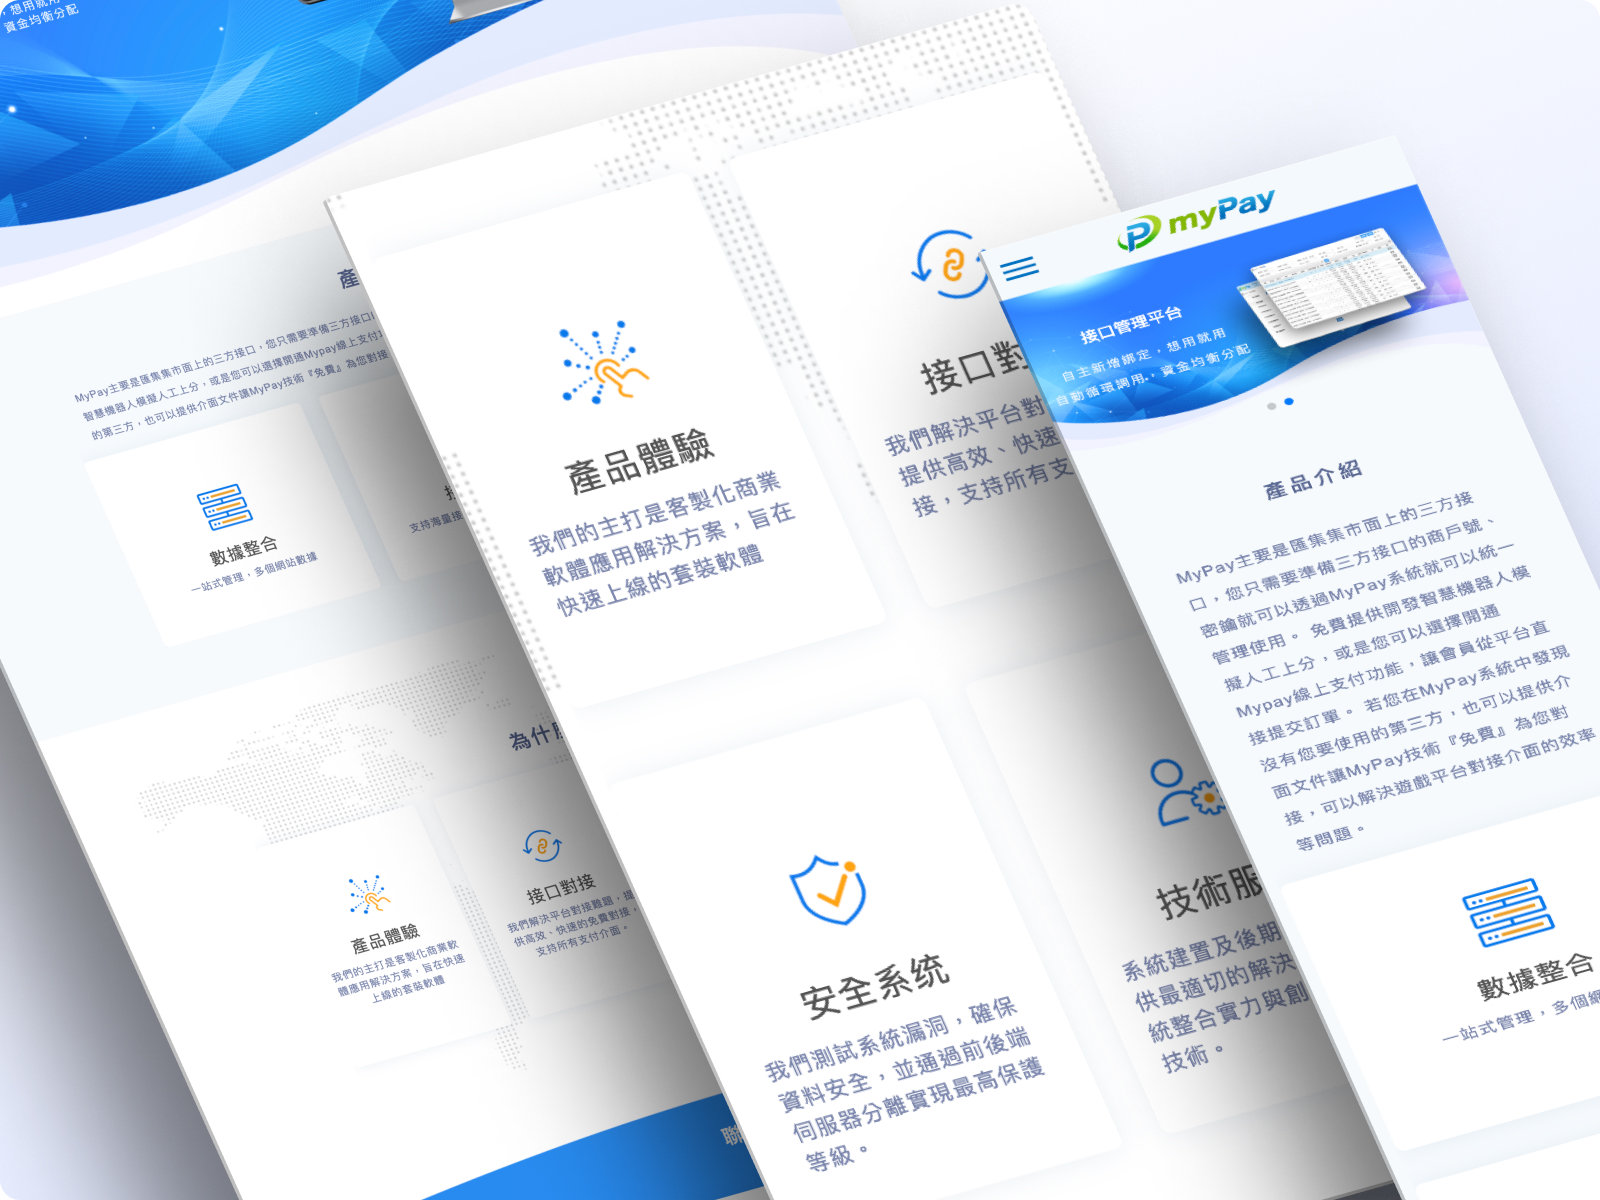 ，想用就用
資金均衡分配
產
MyPay主要是匯集集市面上的三方接口，您只需要準備三方接口
智慧機器人模擬人工上分，或是您可以選擇開通Mypay線上支付
的第三方，也可以提供介面文件讓MyPay技術『免費』為您對接
數據整合
一站式管理，多個網站數據
支持海量接
為什
產品體驗
我們的主打是客製化商業軟
體應用解決方案，旨在快速
上線的套裝軟體
接口對接
我們解決平台對接難題，提
供高效、快速的免費對接，
支持所有支付介面。
聯
產品體驗
我們的主打是客製化商業
軟體應用解決方案，旨在
快速上線的套裝軟體
接口對
我們解決平台對
提供高效、快速
接，支持所有支
安全系统
我們測試系統漏洞，確保
資料安全，並通過前後端
伺服器分離實現最高保護
等級。
技術服
系統建置及後期
供最適切的解決
統整合實力與創
技術。
myPay
接口管理平台
自主新增綁定，想用就用
自動循環調用，資金均衡分配
產品介紹
MyPay主要是匯集集市面上的三方接
口，您只需要準備三方接口的商戶號、
密鑰就可以透過MyPay系統就可以統一
管理使用。 免費提供開發智慧機器人模
擬人工上分，或是您可以選擇開通
Mypay線上支付功能，讓會員從平台直
接提交訂單。 若您在MyPay系統中發現
沒有您要使用的第三方，也可以提供介
面文件讓MyPay技術『免費』為您對
接，可以解決遊戲平台對接介面的效率
等問題。
數據整合
一站式管理，多個網